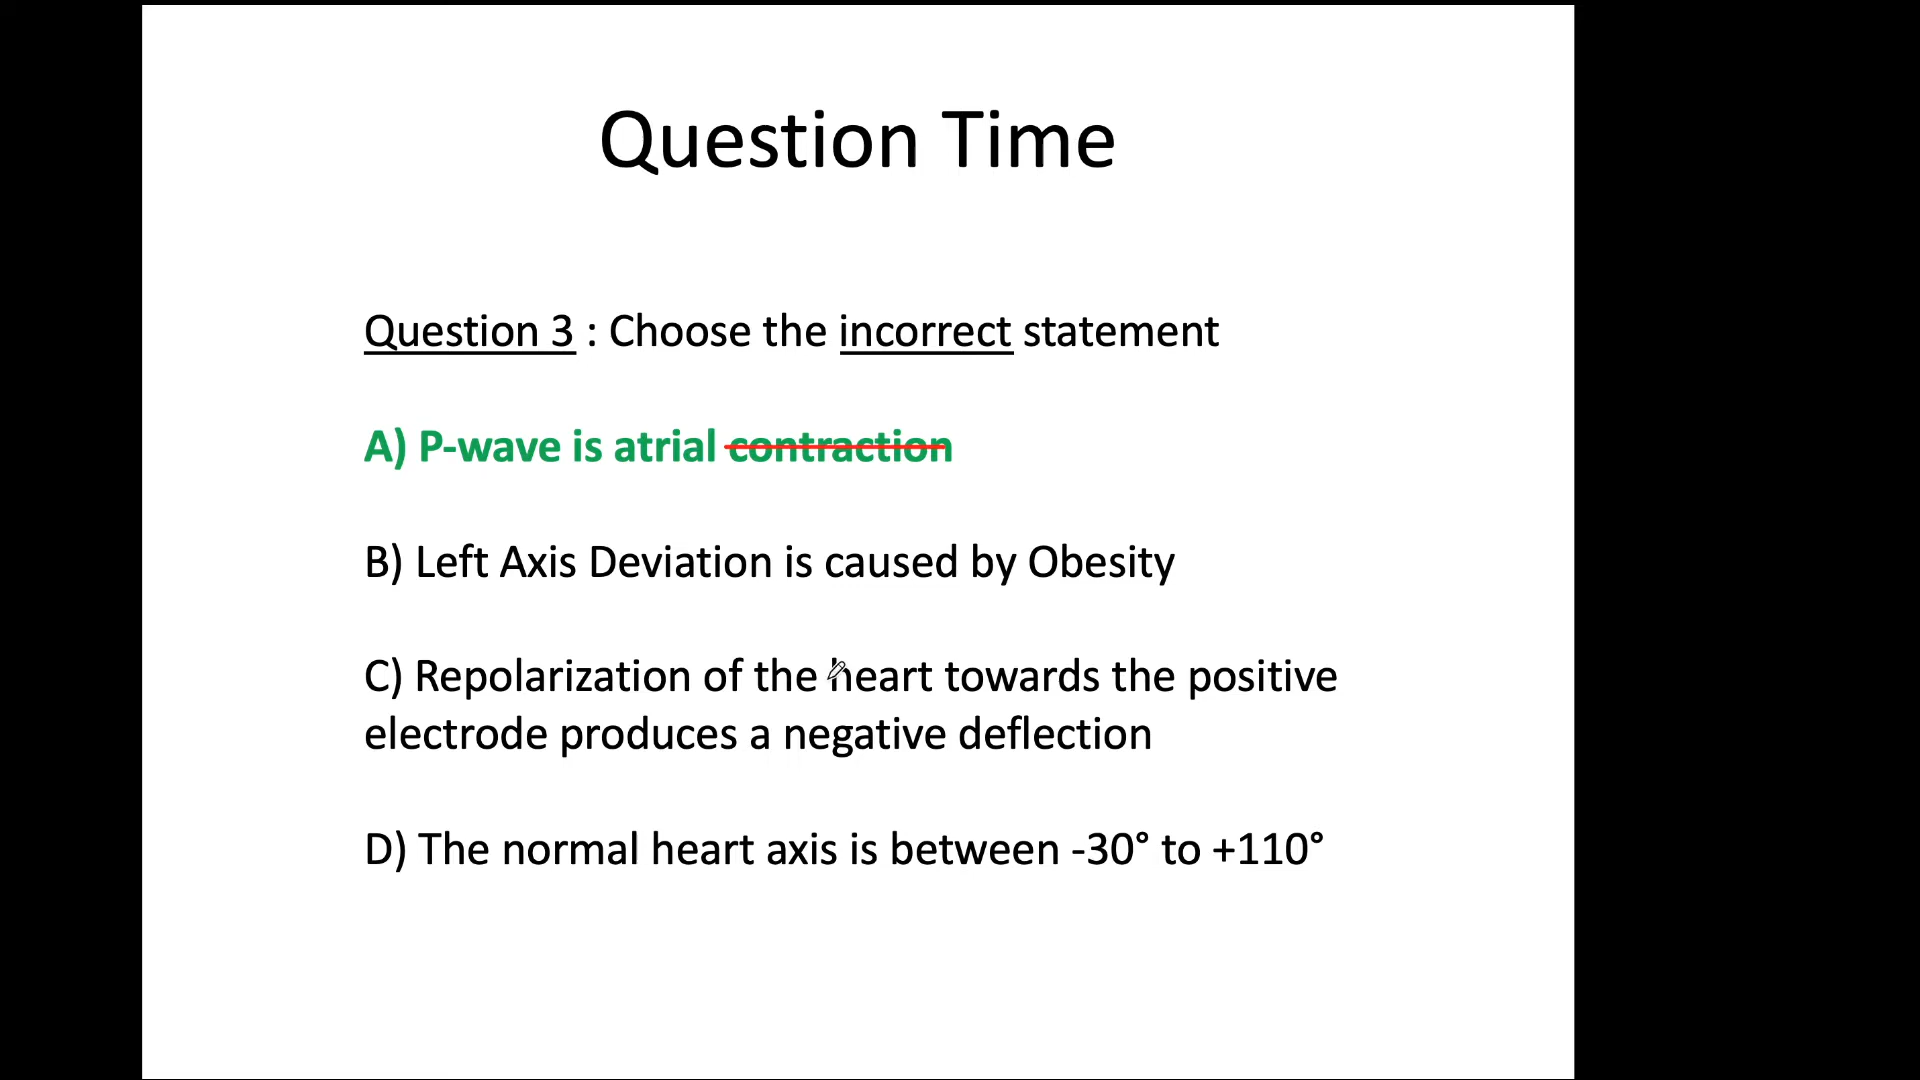 Question Time
Question 3 : Choose the incorrect statement
A) P-wave is atrial contraction
B) Left Axis Deviation is caused by Obesity
C) Repolarization of the heart towards the positive
electrode produces a negative deflection
D) The normal heart axis is between -30° to +110°